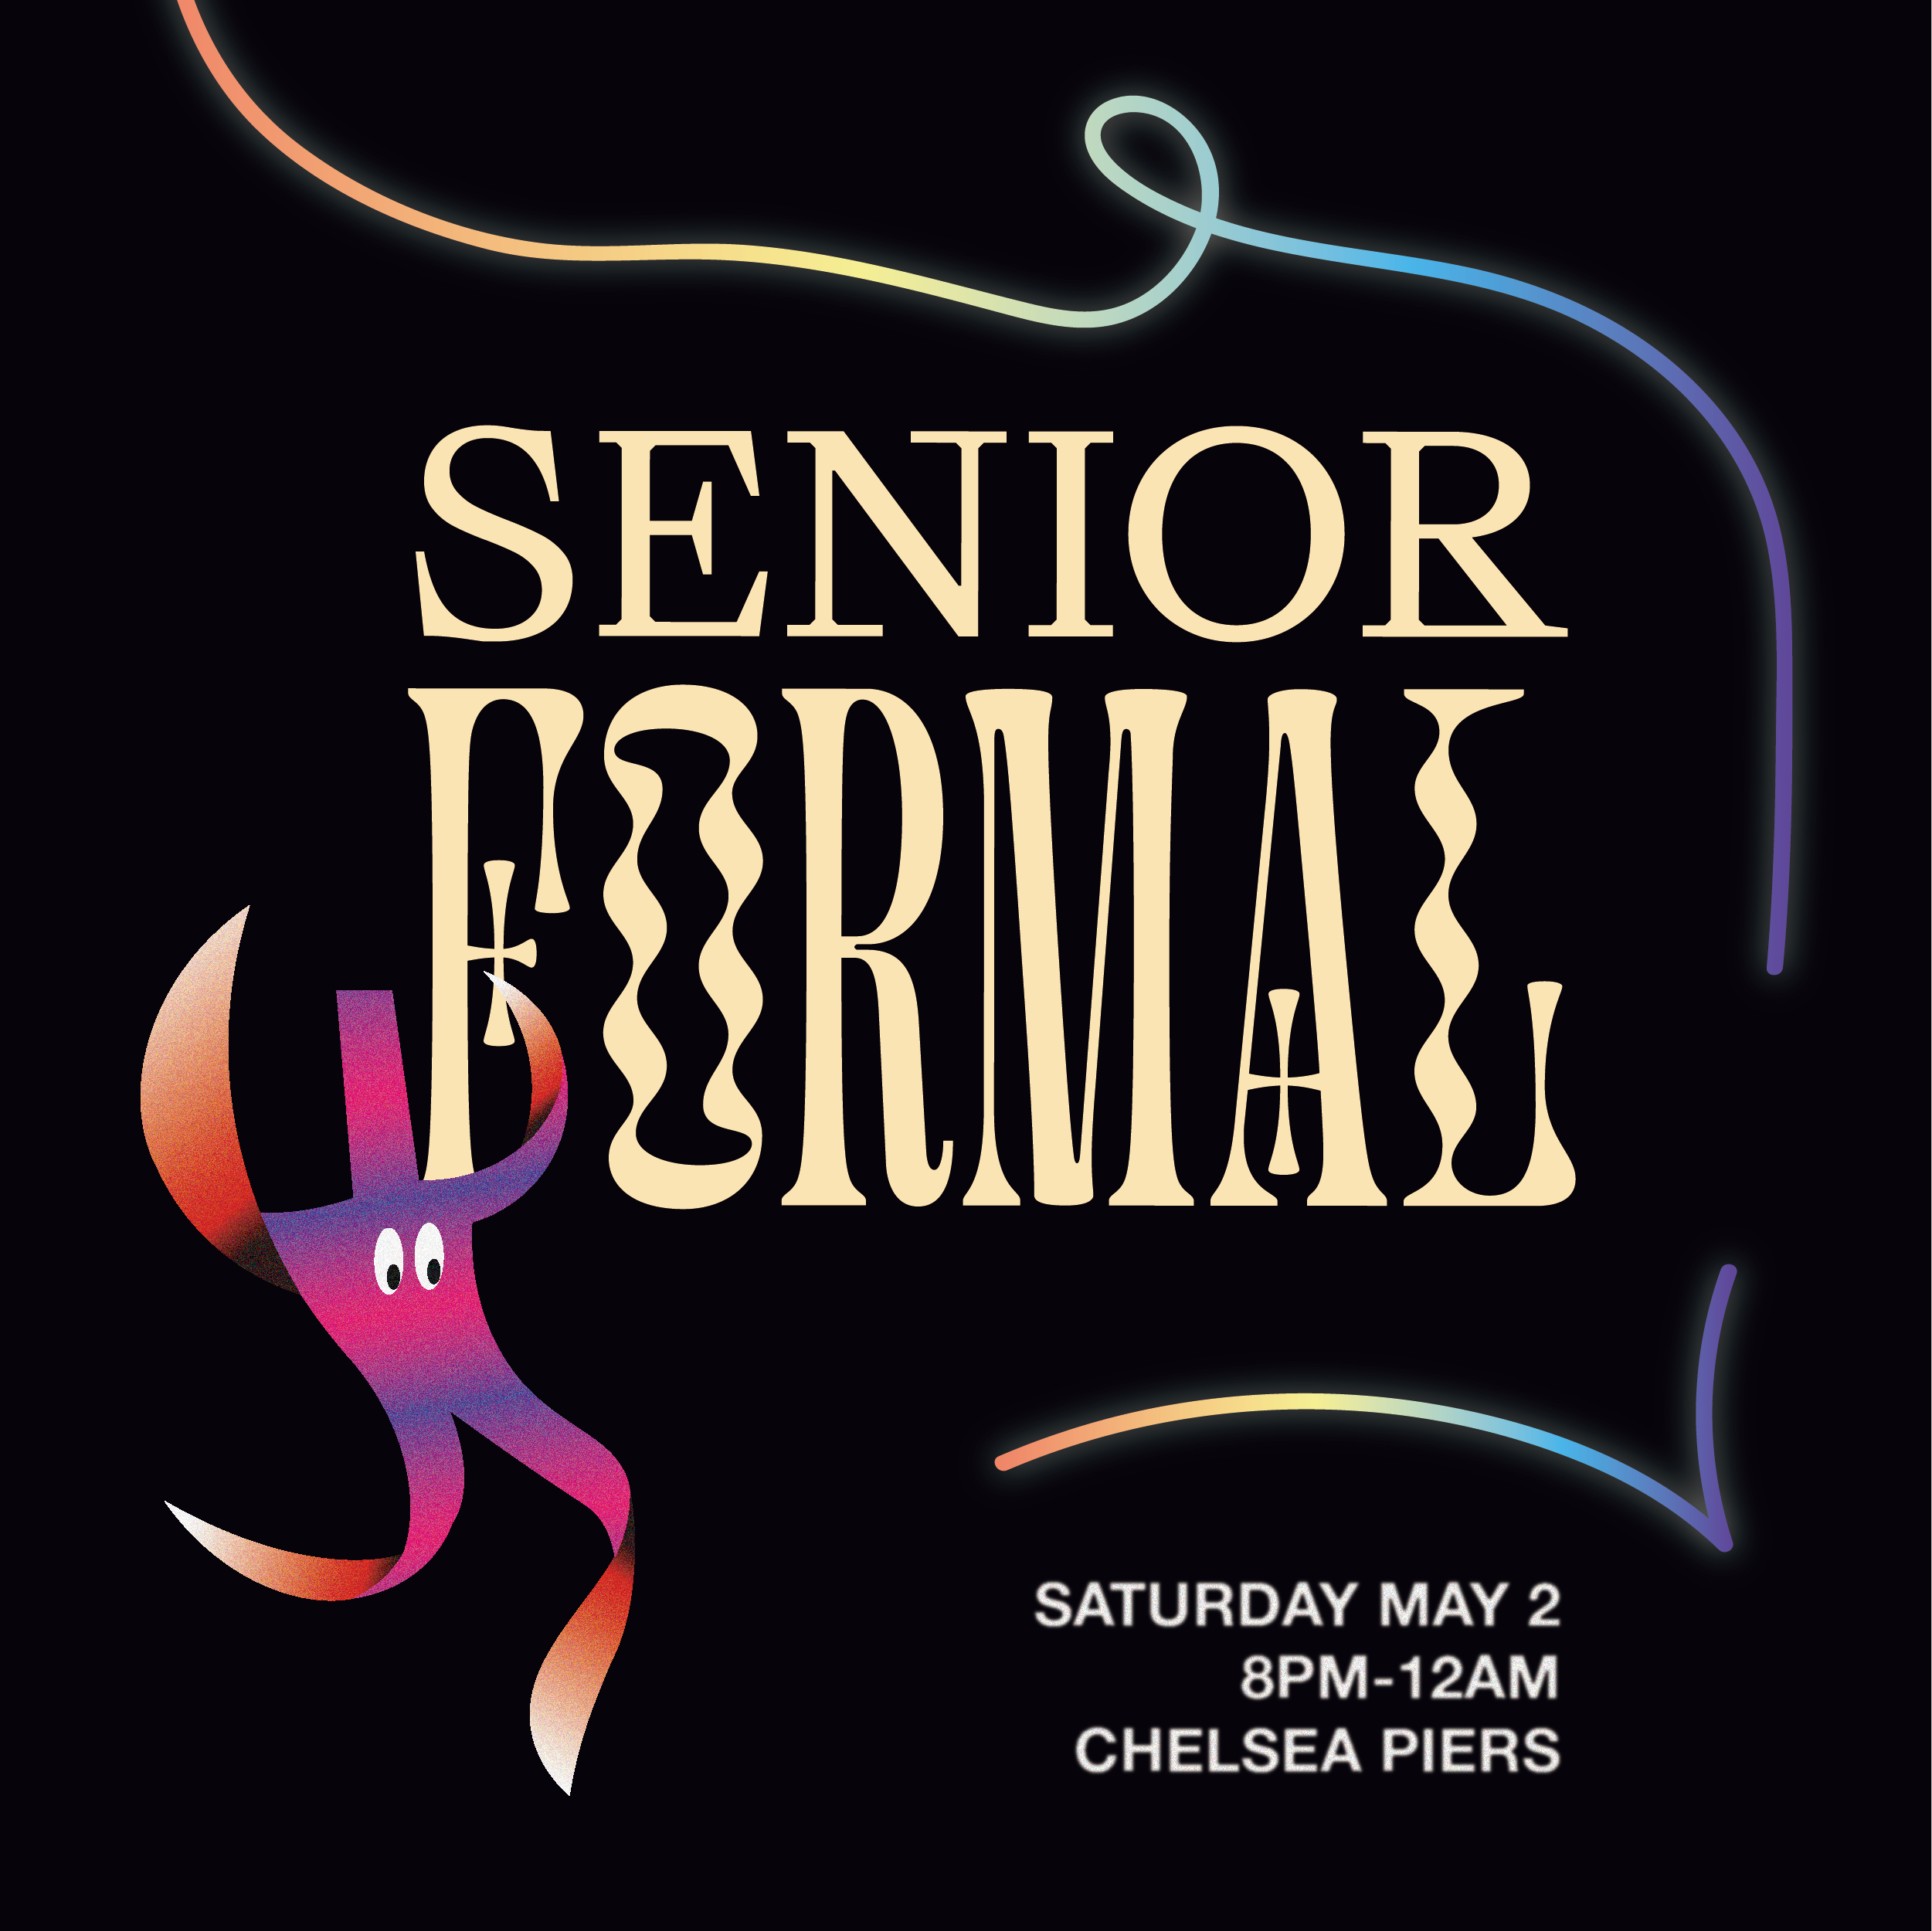 SENIOR
FORMAL
SATURDAY MAY 2
8PM-12AM
CHELSEA PIERS